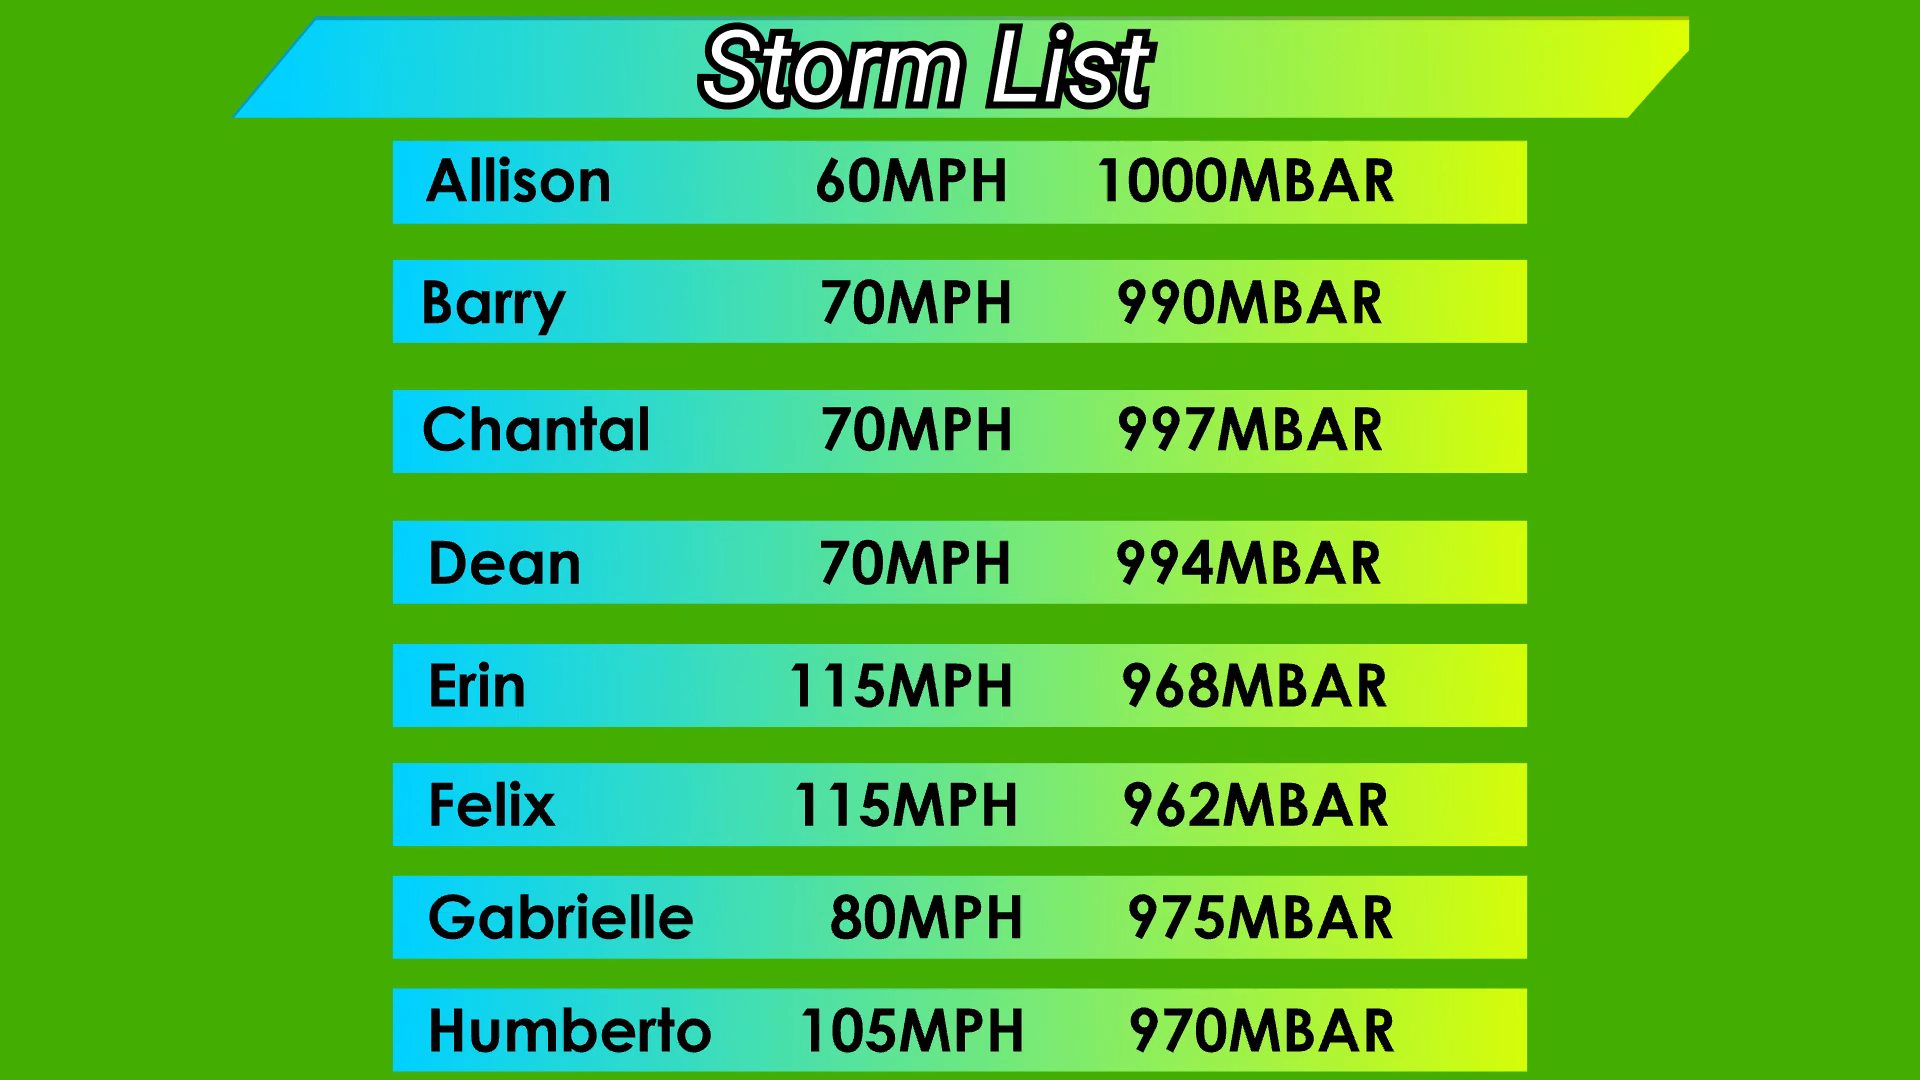 Storm List
Allison 60MPH 1000MBAR
Barry 70MPH 990MBAR
Chantal 70MPH 997MBAR
Dean 70MPH 994MBAR
Erin 115MPH 968MBAR
Felix 115MPH 962MBAR
Gabrielle 80MPH 975MBAR
Humberto 105MPH 970MBAR